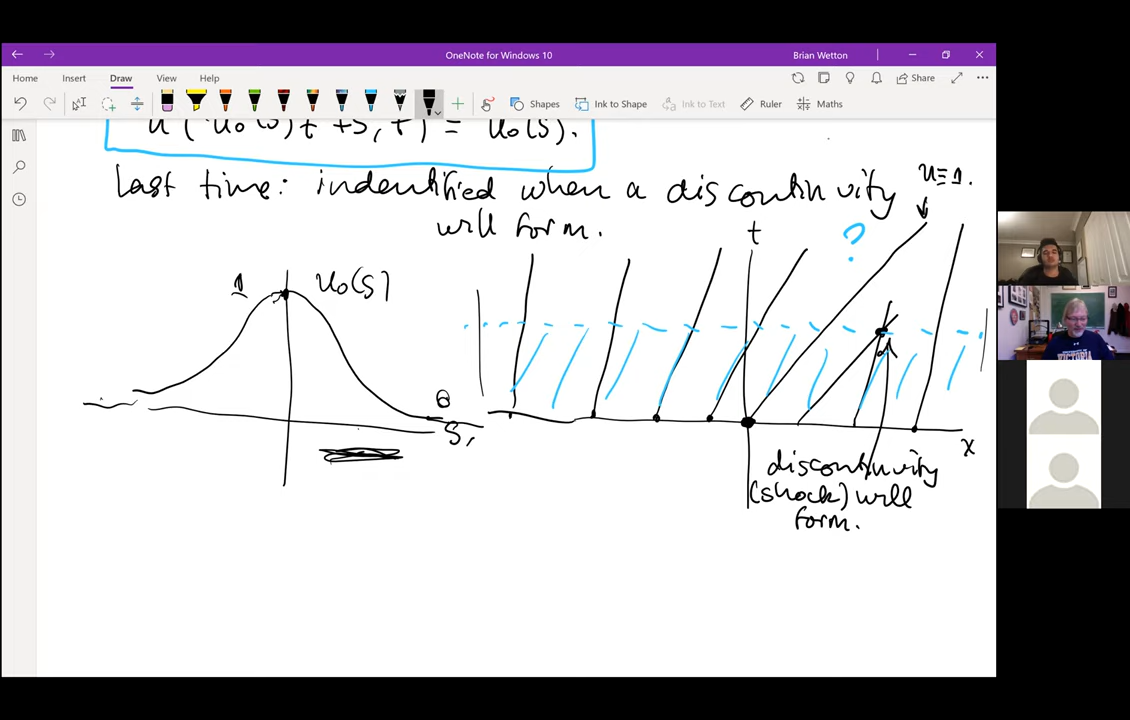 OneNote for Windows 10
Brian Wetton
Home Insert Draw View Help
Share
Shapes
Ink to Shape
Ink to Text
Ruler
Maths
u(u₀(s)t+s, t) = u₀(s).
last time: indentified when a discontinuity
will form.
u≡1.
t
?
1
u₀(s)
θ
s,
x
discontinuity
(shock) will
form.